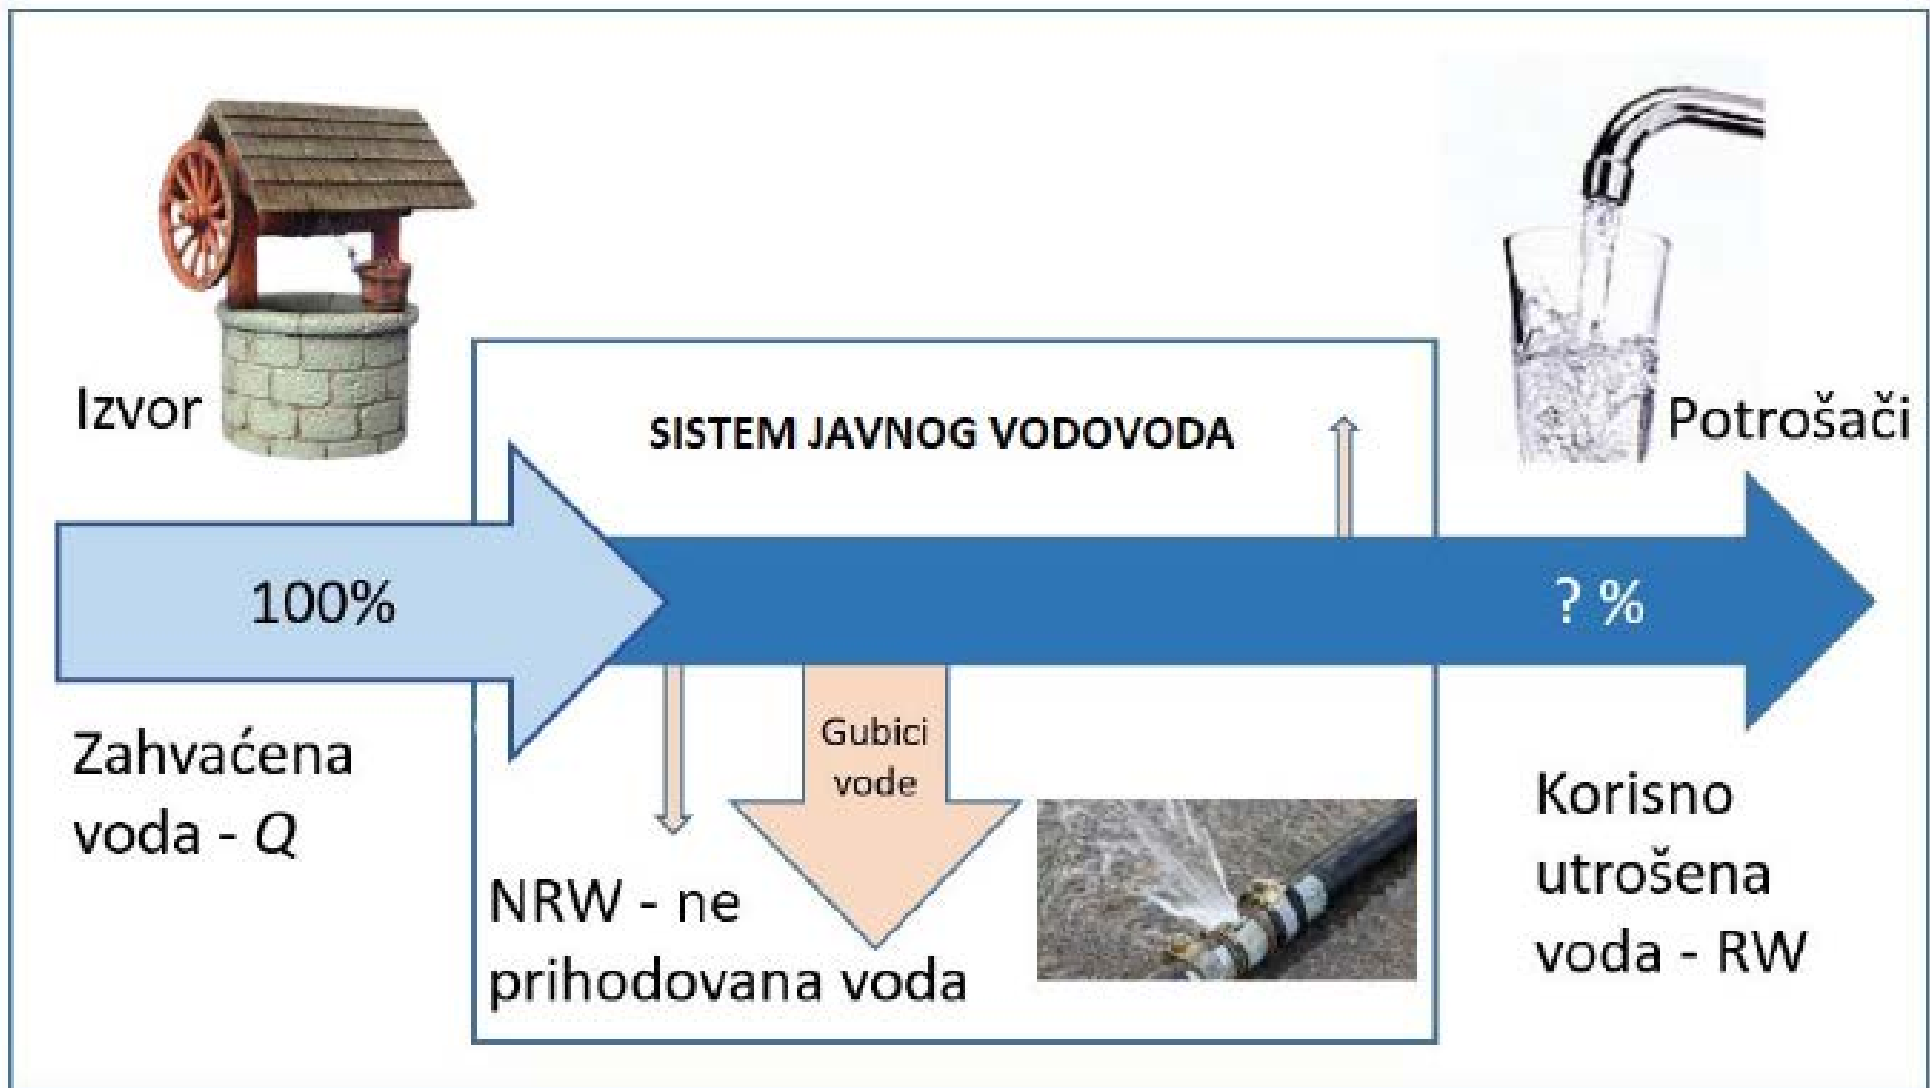 Izvor
SISTEM JAVNOG VODOVODA
Potrošači
100%
? %
Gubici
vode
Zahvaćena
voda - Q
NRW - ne
prihodovana voda
Korisno
utrošena
voda - RW